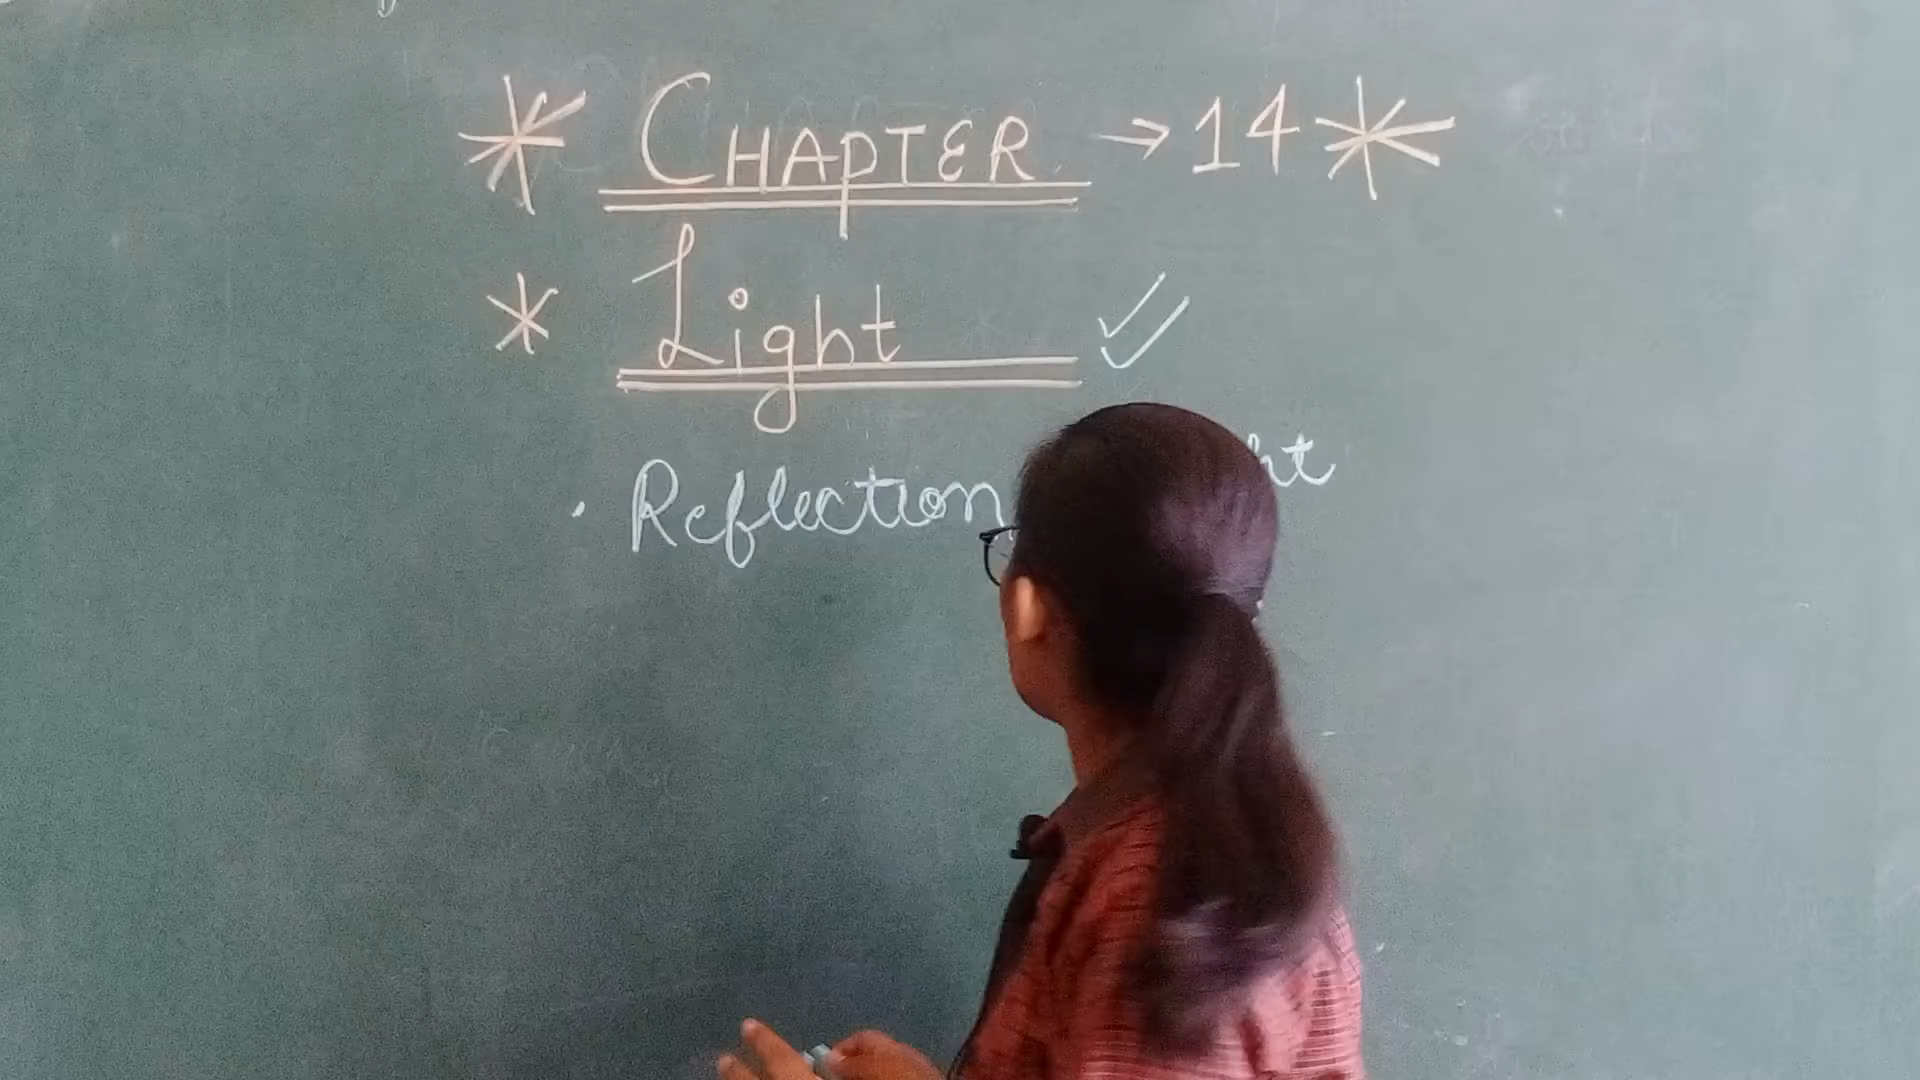 * CHAPTER → 14 *
* Light ✓✓
· Reflection